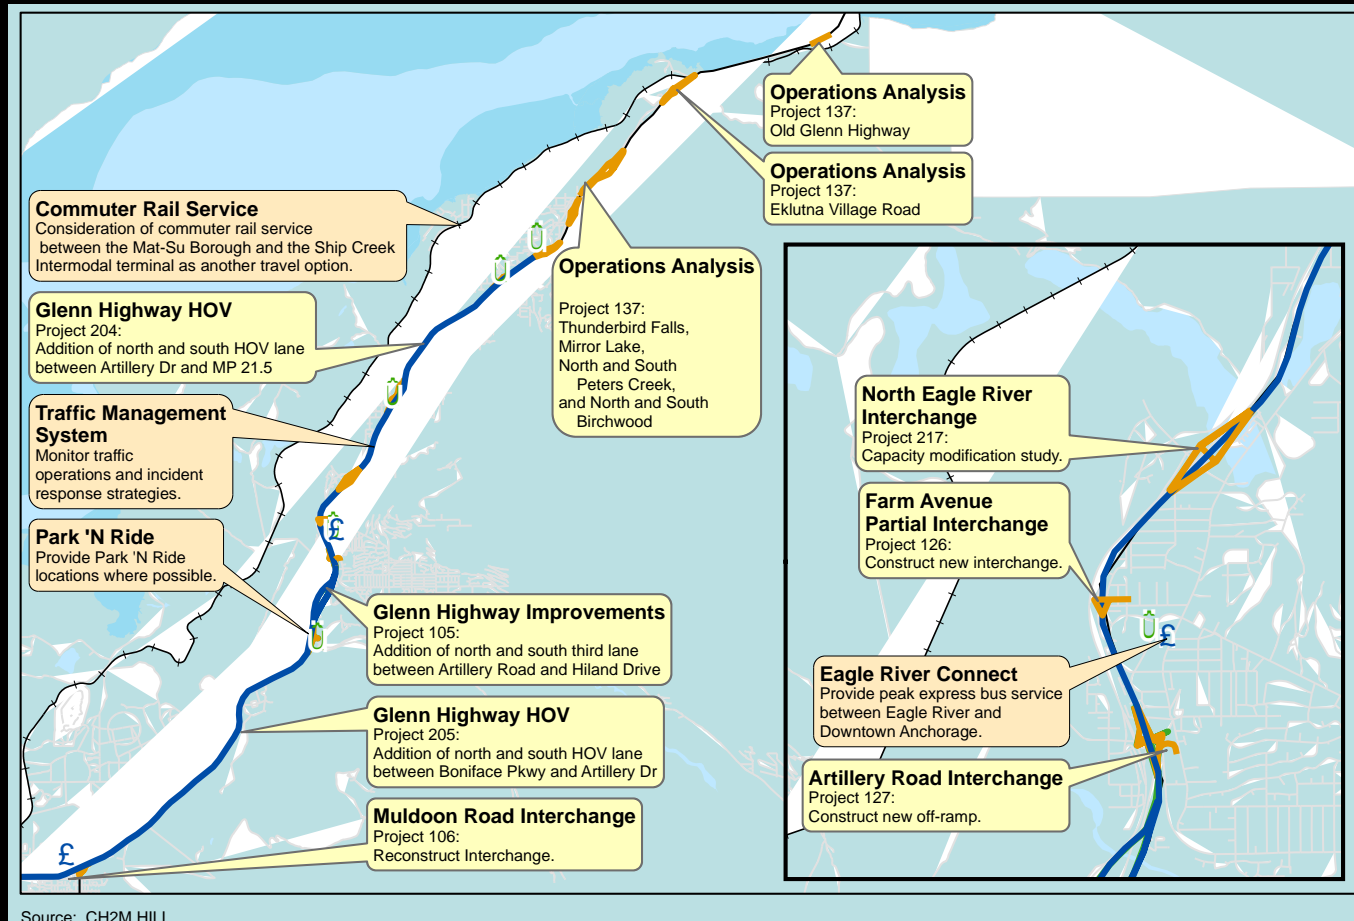 Operations Analysis
Project 137:
Old Glenn Highway
Operations Analysis
Project 137:
Eklutna Village Road
Commuter Rail Service
Consideration of commuter rail service
between the Mat-Su Borough and the Ship Creek
Intermodal terminal as another travel option.
Operations Analysis
Project 137:
Thunderbird Falls,
Mirror Lake,
North and South
Peters Creek,
and North and South
Birchwood
Glenn Highway HOV
Project 204:
Addition of north and south HOV lane
between Artillery Dr and MP 21.5
Traffic Management
System
Monitor traffic
operations and incident
response strategies.
Park 'N Ride
Provide Park 'N Ride
locations where possible.
£
Glenn Highway Improvements
Project 105:
Addition of north and south third lane
between Artillery Road and Hiland Drive
Glenn Highway HOV
Project 205:
Addition of north and south HOV lane
between Boniface Pkwy and Artillery Dr
Muldoon Road Interchange
Project 106:
Reconstruct Interchange.
£
North Eagle River
Interchange
Project 217:
Capacity modification study.
Farm Avenue
Partial Interchange
Project 126:
Construct new interchange.
£
Eagle River Connect
Provide peak express bus service
between Eagle River and
Downtown Anchorage.
Artillery Road Interchange
Project 127:
Construct new off-ramp.
Source: CH2M HILL